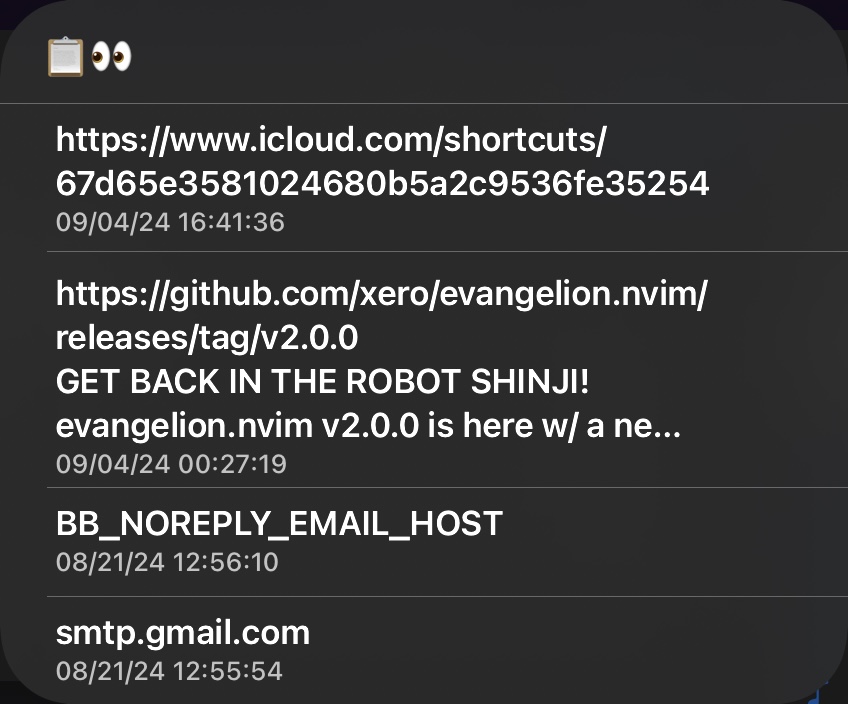 📋👀
https://www.icloud.com/shortcuts/
67d65e3581024680b5a2c9536fe35254
09/04/24 16:41:36
https://github.com/xero/evangelion.nvim/
releases/tag/v2.0.0
GET BACK IN THE ROBOT SHINJI!
evangelion.nvim v2.0.0 is here w/ a ne...
09/04/24 00:27:19
BB_NOREPLY_EMAIL_HOST
08/21/24 12:56:10
smtp.gmail.com
08/21/24 12:55:54